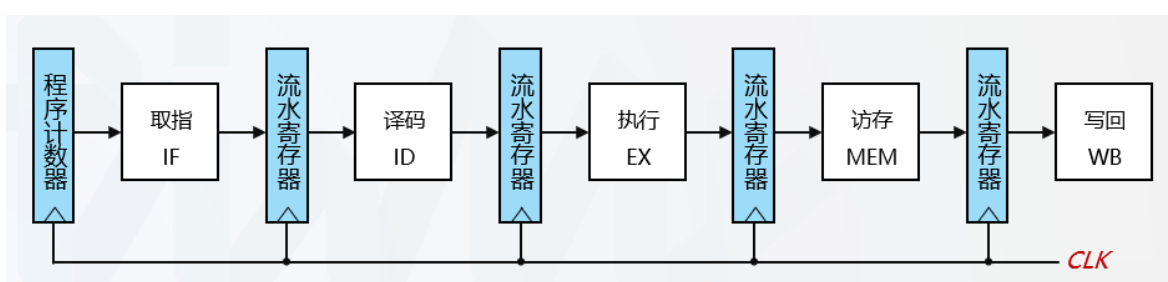 程序计数器
取指
IF
流水寄存器
译码
ID
流水寄存器
执行
EX
流水寄存器
访存
MEM
流水寄存器
写回
WB
CLK